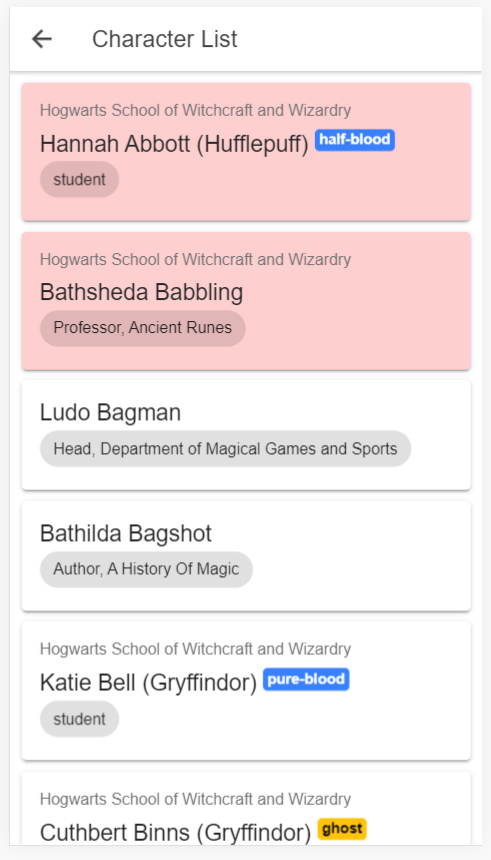 Character List
Hogwarts School of Witchcraft and Wizardry
Hannah Abbott (Hufflepuff) half-blood
student
Hogwarts School of Witchcraft and Wizardry
Bathsheda Babbling
Professor, Ancient Runes
Ludo Bagman
Head, Department of Magical Games and Sports
Bathilda Bagshot
Author, A History Of Magic
Hogwarts School of Witchcraft and Wizardry
Katie Bell (Gryffindor) pure-blood
student
Hogwarts School of Witchcraft and Wizardry
Cuthbert Binns (Gryffindor) ghost